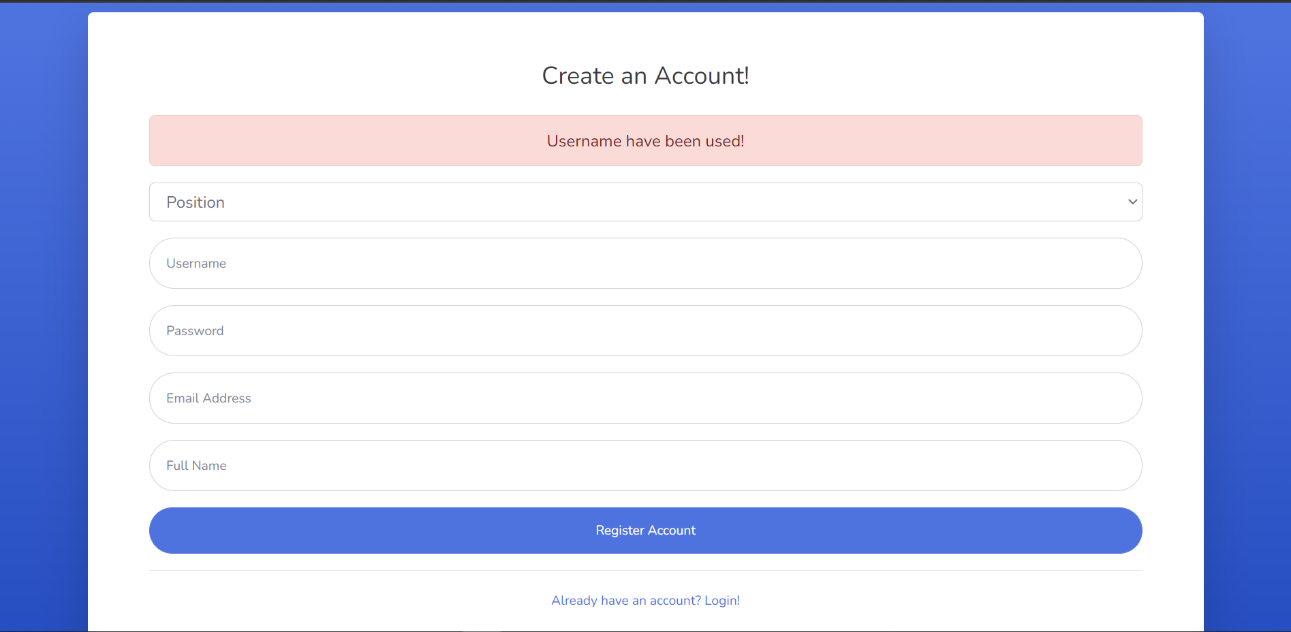 Create an Account!
Username have been used!
Position
Username
Password
Email Address
Full Name
Register Account
Already have an account? Login!